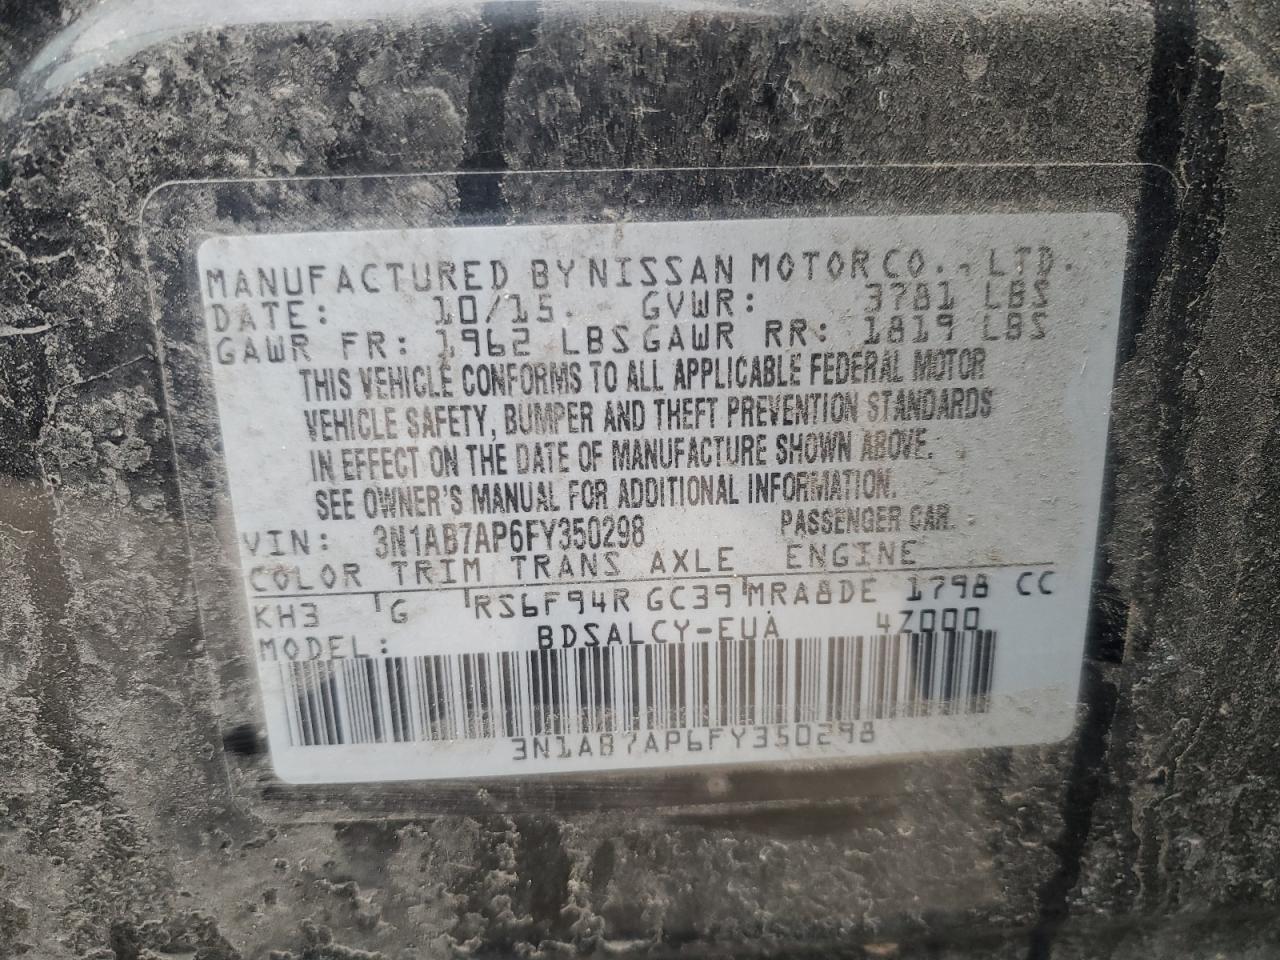 MANUFACTURED BY NISSAN MOTOR CO., LTD.
DATE: 10/15. GVWR: 3781 LBS
GAWR FR: 1962 LBS GAWR RR: 1819 LBS
THIS VEHICLE CONFORMS TO ALL APPLICABLE FEDERAL MOTOR
VEHICLE SAFETY, BUMPER AND THEFT PREVENTION STANDARDS
IN EFFECT ON THE DATE OF MANUFACTURE SHOWN ABOVE.
SEE OWNER'S MANUAL FOR ADDITIONAL INFORMATION.
VIN: 3N1AB7AP6FY350298 PASSENGER CAR.
COLOR TRIM TRANS AXLE ENGINE
KH3 G RS6F94R GC39 MRA8DE 1798 CC
MODEL: BDSALCY-EUA 4Z000
3N1AB7AP6FY350298